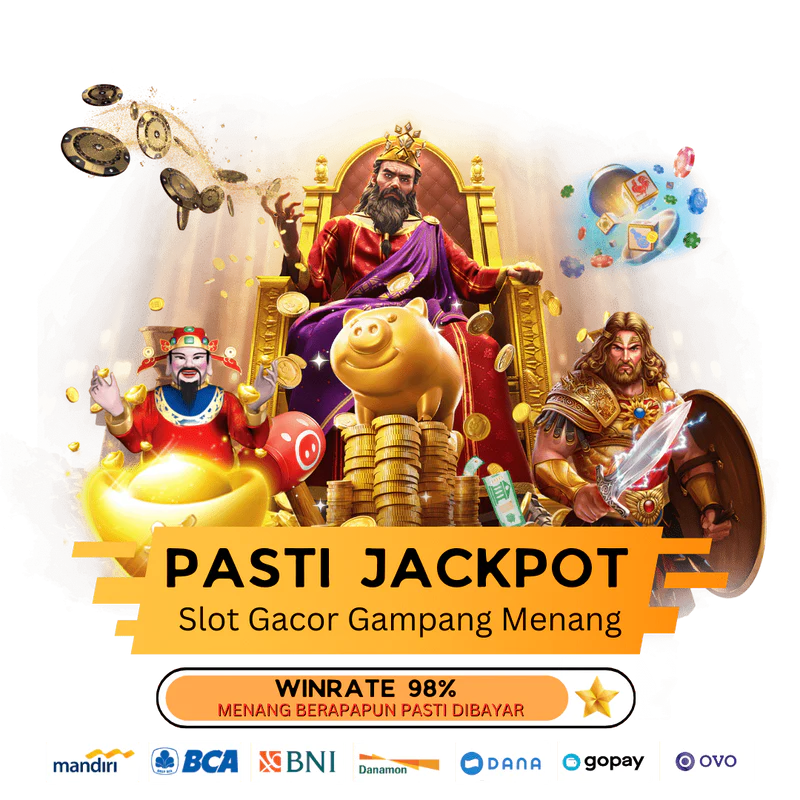 PASTI JACKPOT
Slot Gacor Gampang Menang
WINRATE 98%
MENANG BERAPAPUN PASTI DIBAYAR
mandiri BCA BNI Danamon DANA gopay OVO